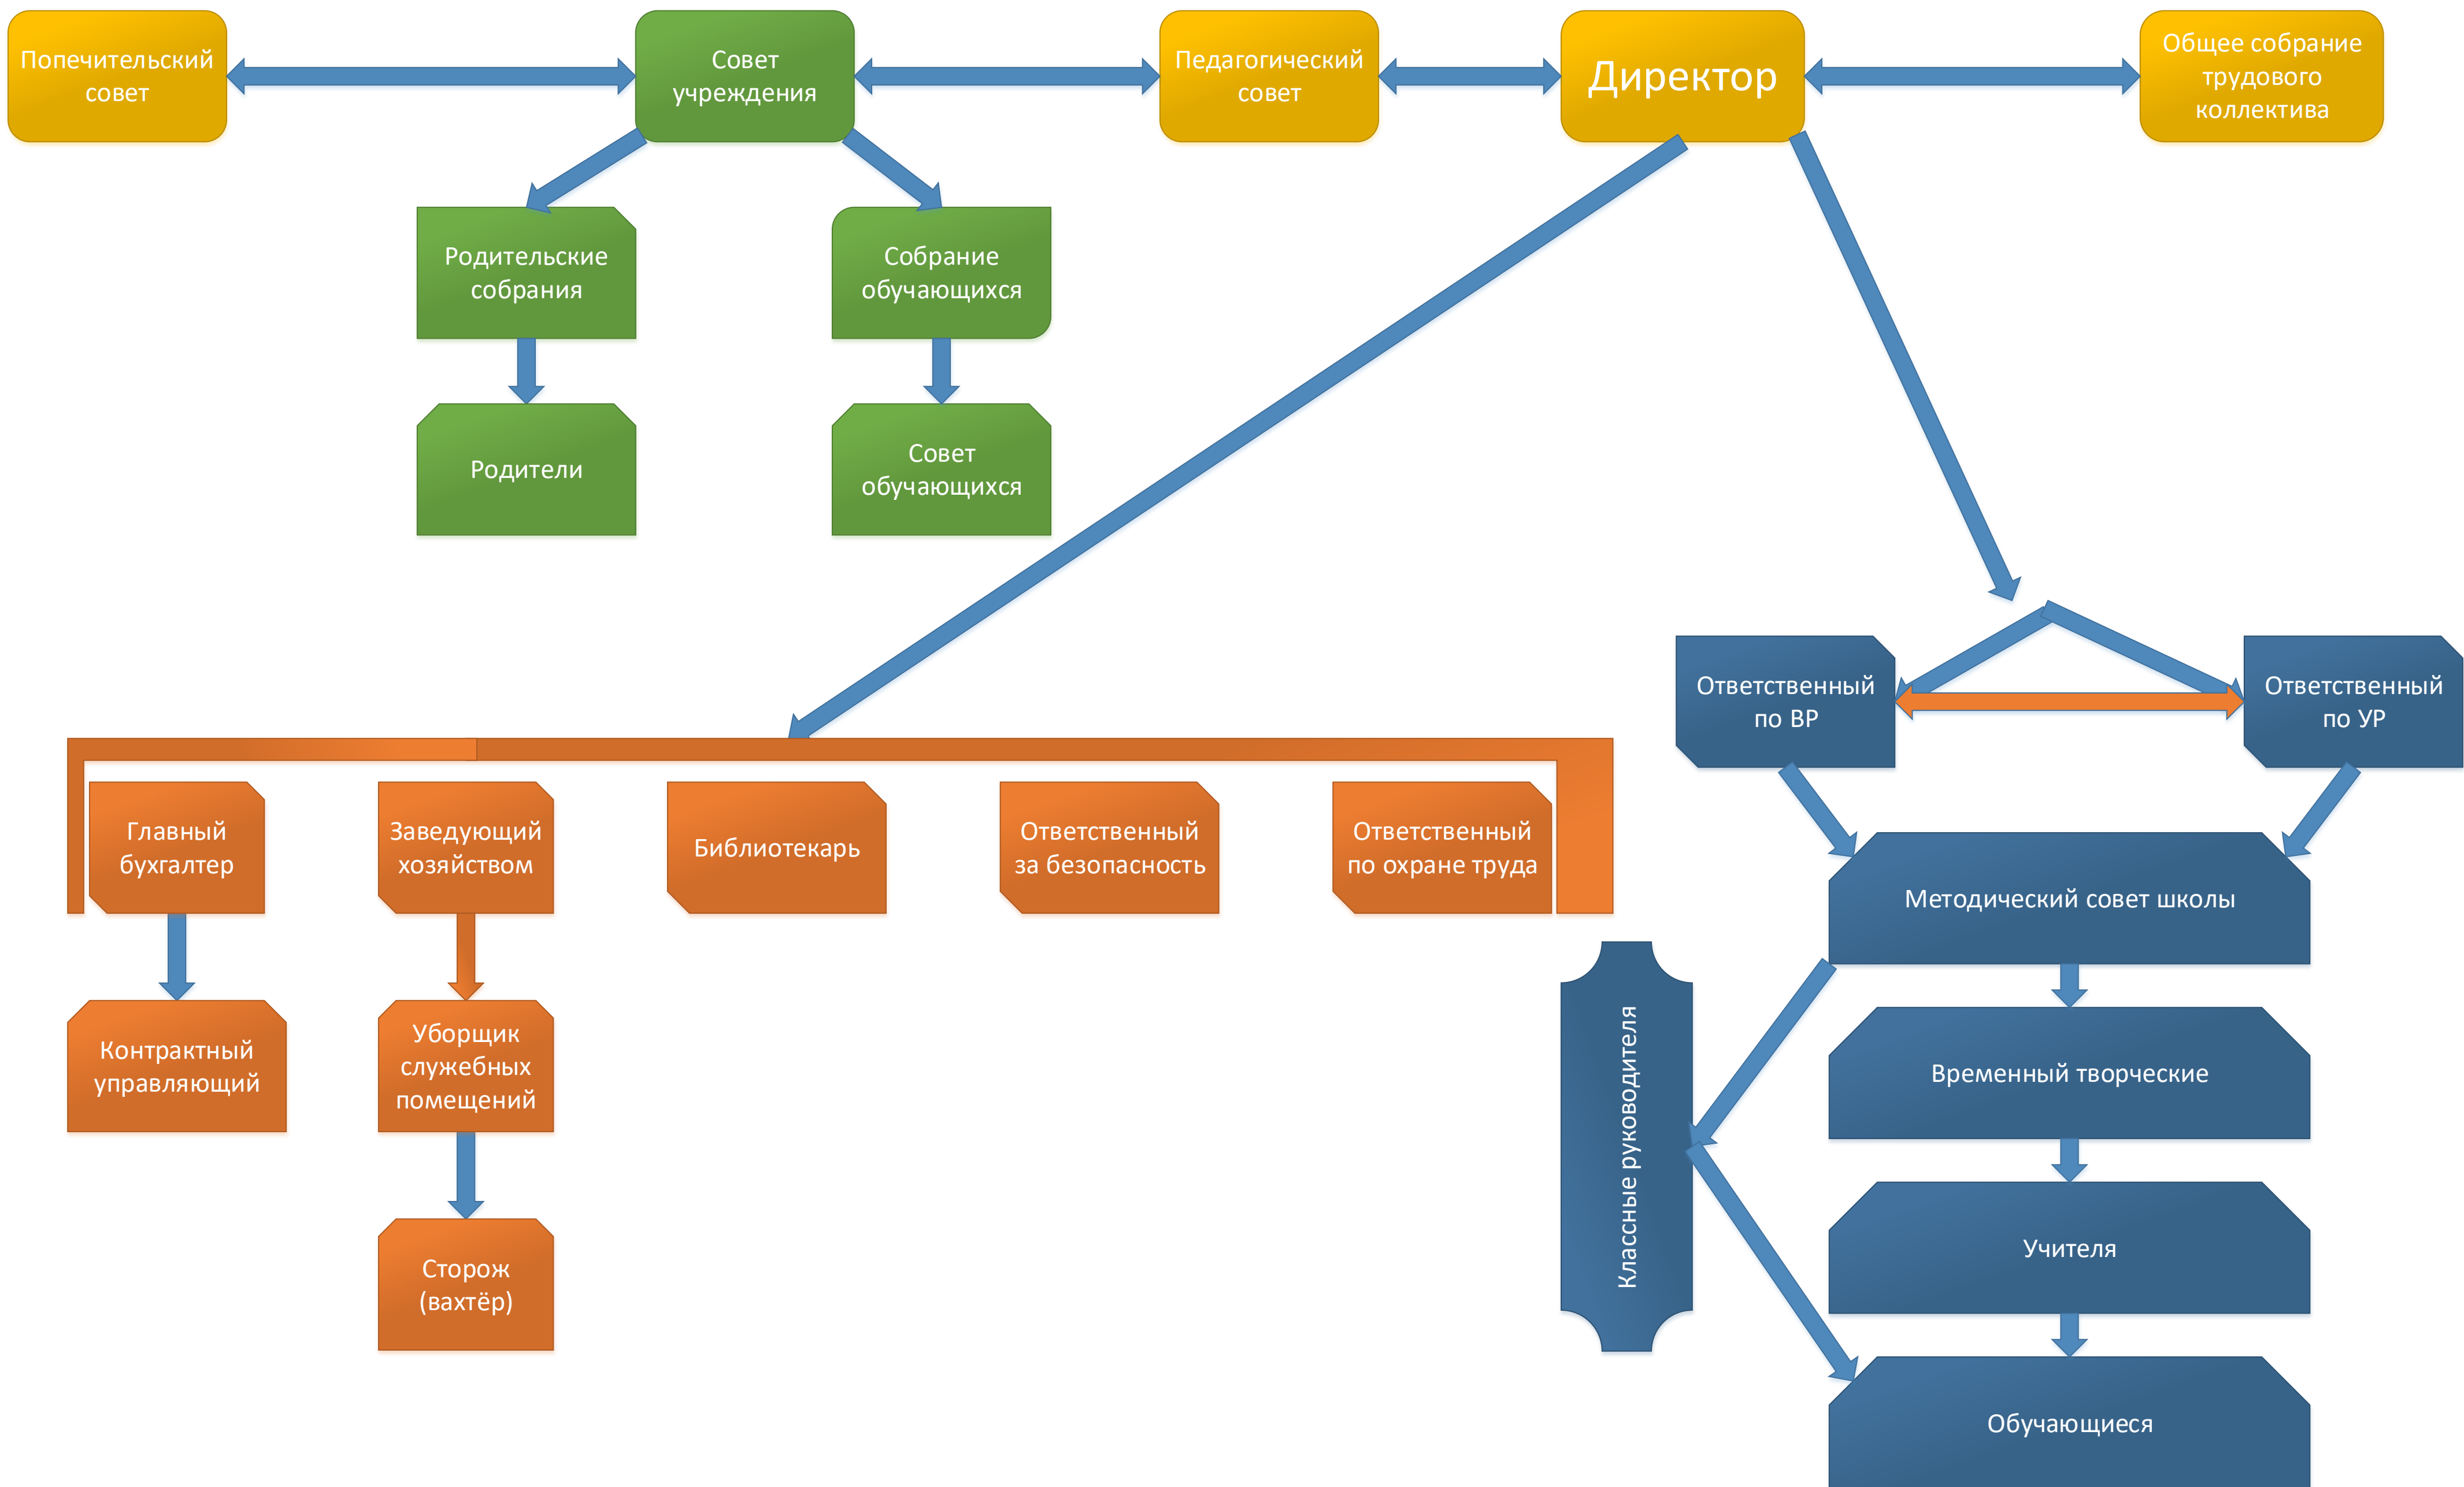 Попечительский
совет
Совет
учреждения
Педагогический
совет
Директор
Общее собрание
трудового
коллектива
Родительские
собрания
Собрание
обучающихся
Родители
Совет
обучающихся
Ответственный
по ВР
Ответственный
по УР
Главный
бухгалтер
Заведующий
хозяйством
Библиотекарь
Ответственный
за безопасность
Ответственный
по охране труда
Методический совет школы
Классные руководителя
Контрактный
управляющий
Уборщик
служебных
помещений
Временный творческие
Сторож
(вахтёр)
Учителя
Обучающиеся